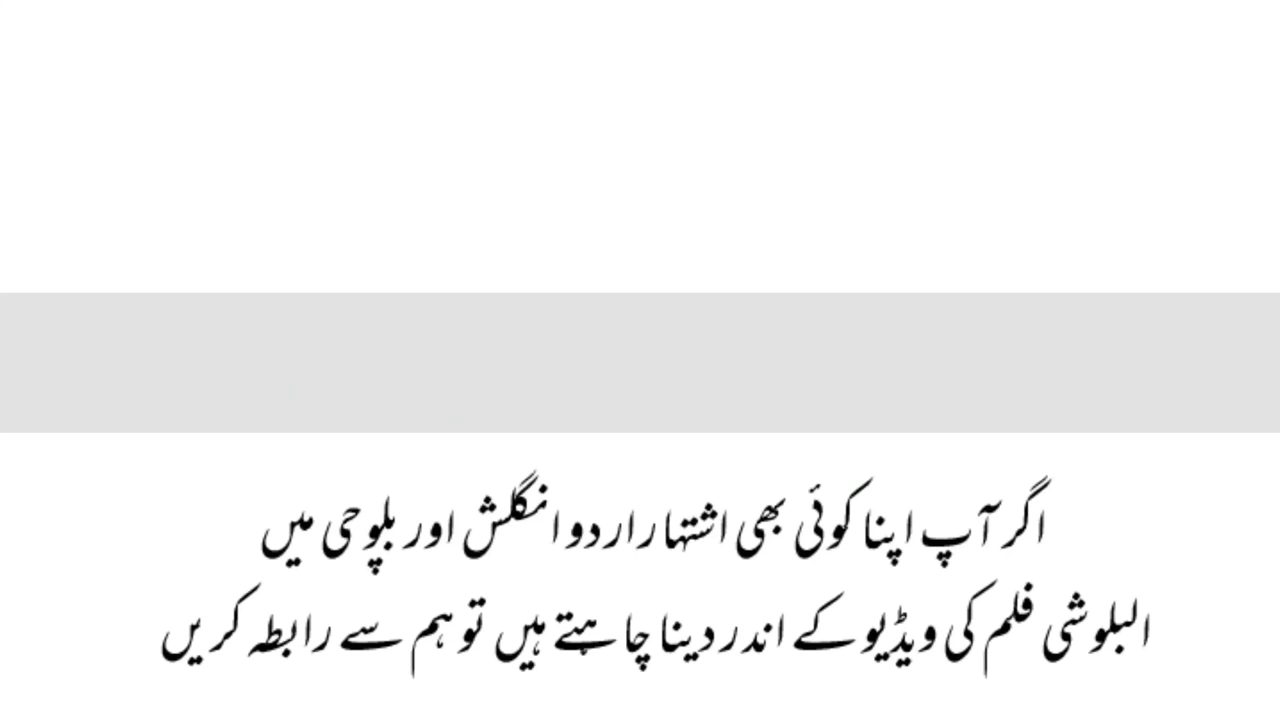 اگر آپ اپنا کوئی بھی اشتہار اردو انگلش اور بلوچی میں
البلوشی فلم کی ویڈیو کے اندر دینا چاہتے ہیں تو ہم سے رابطہ کریں